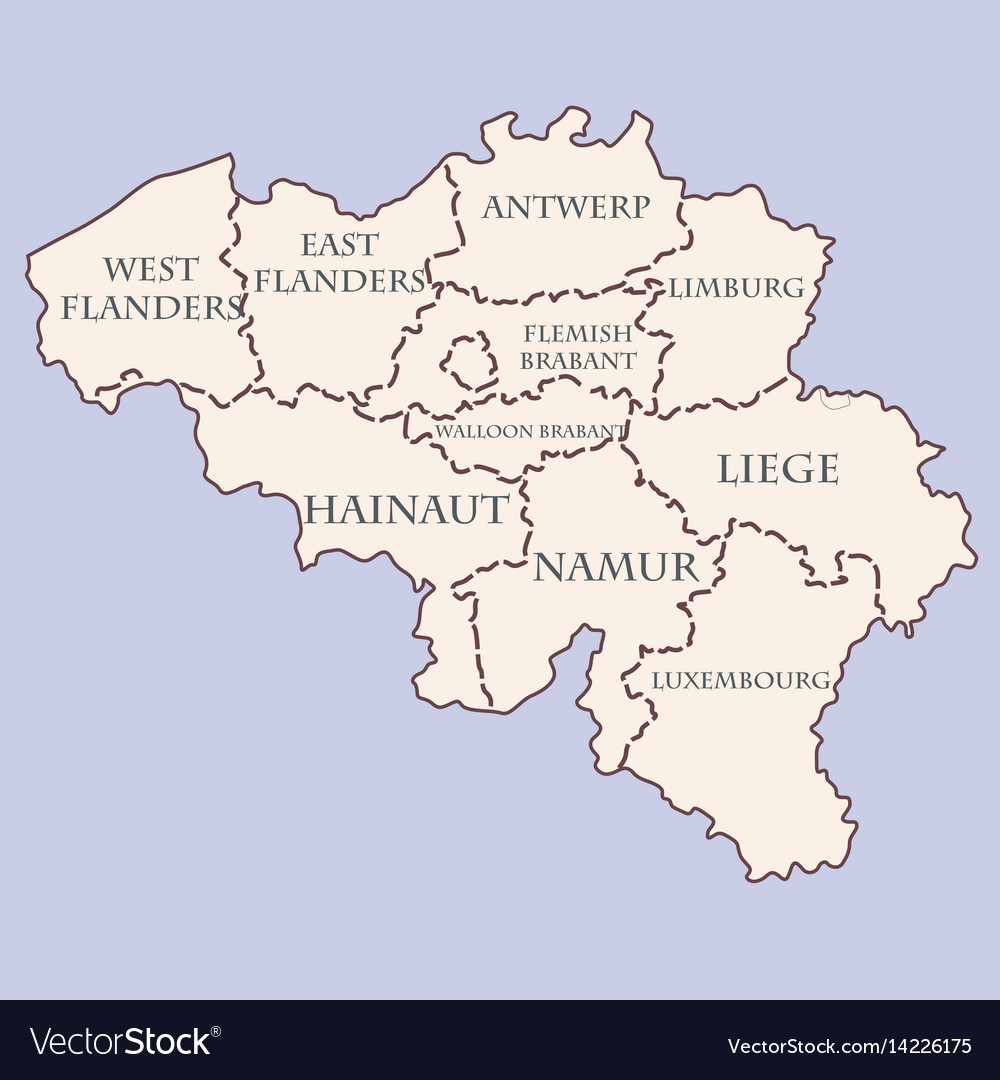 ANTWERP
EAST
FLANDERS
WEST
FLANDERS
LIMBURG
FLEMISH
BRABANT
WALLOON BRABANT
LIEGE
HAINAUT
NAMUR
LUXEMBOURG
VectorStock®
VectorStock.com/14226175